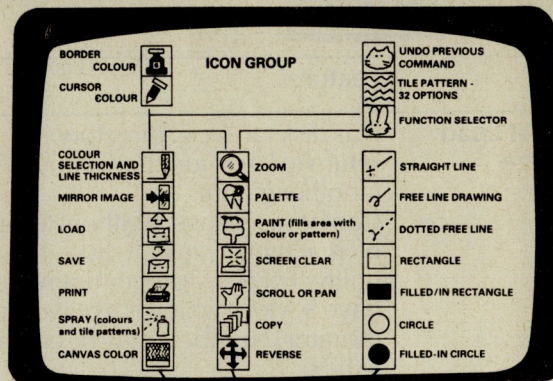 BORDER
COLOUR
CURSOR
COLOUR
ICON GROUP
UNDO PREVIOUS
COMMAND
TILE PATTERN -
32 OPTIONS
FUNCTION SELECTOR
COLOUR
SELECTION AND
LINE THICKNESS
MIRROR IMAGE
LOAD
SAVE
PRINT
SPRAY (colours
and tile patterns)
CANVAS COLOR
ZOOM
PALETTE
PAINT (fills area with
colour or pattern)
SCREEN CLEAR
SCROLL OR PAN
COPY
REVERSE
STRAIGHT LINE
FREE LINE DRAWING
DOTTED FREE LINE
RECTANGLE
FILLED/IN RECTANGLE
CIRCLE
FILLED-IN CIRCLE